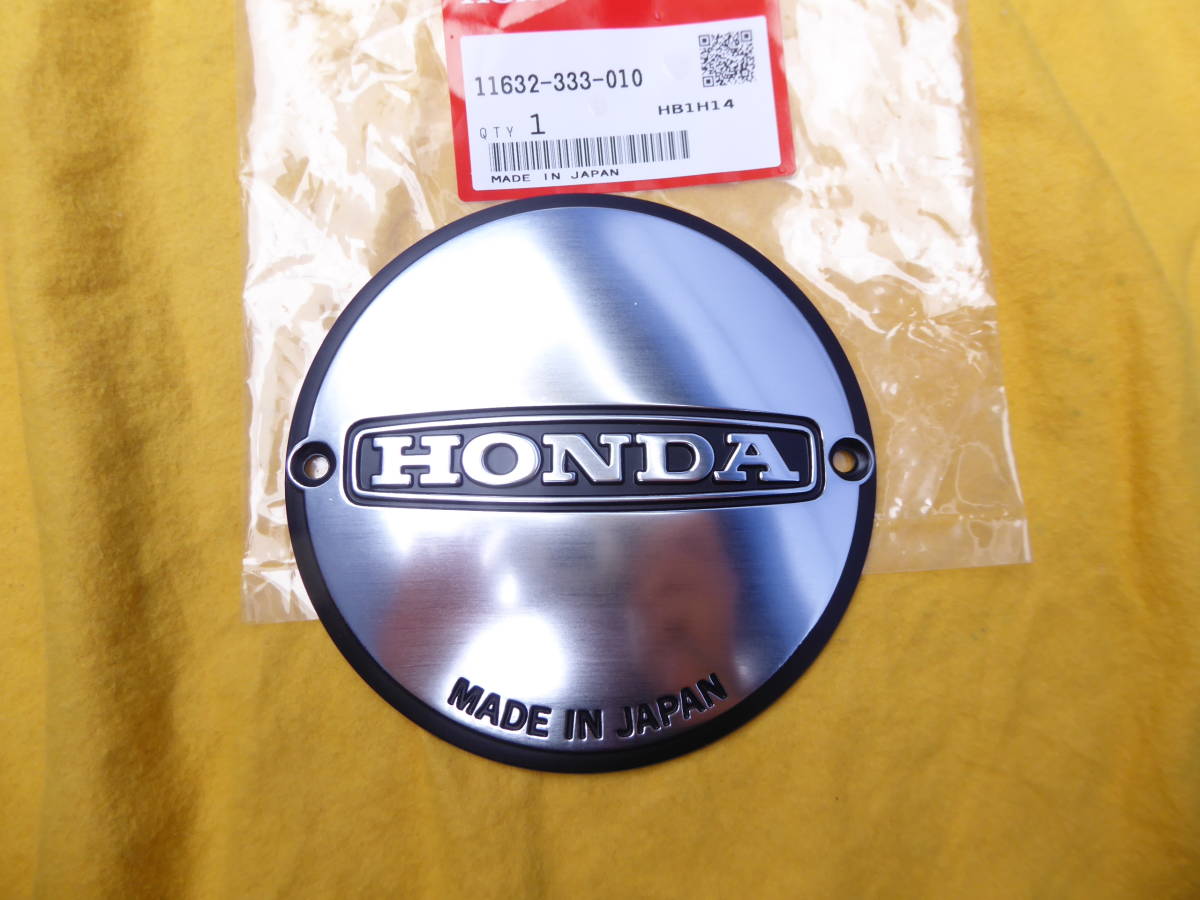 11632-333-010
HB1H14
QTY 1
MADE IN JAPAN
HONDA
MADE IN JAPAN